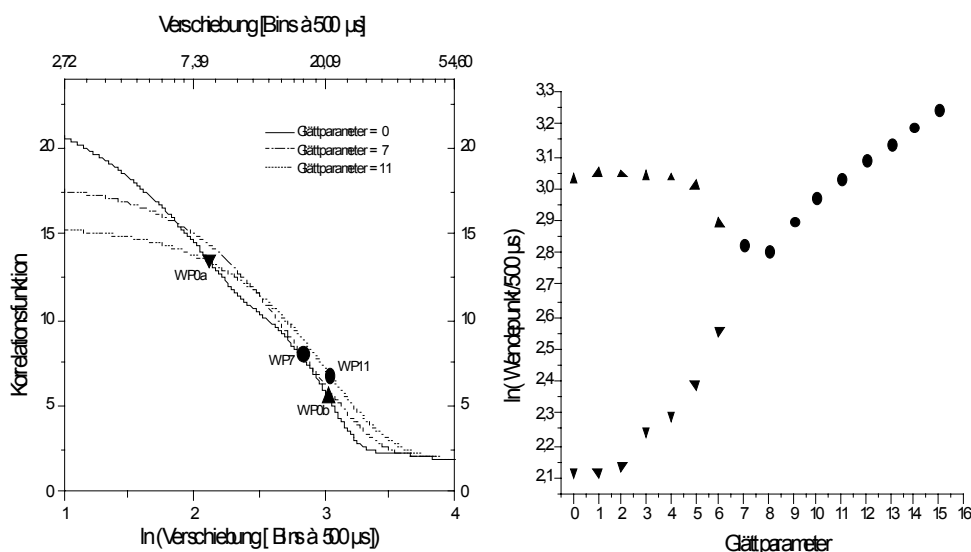 Verschiebung [Bins à 500 µs]
2,72 7,39 20,09 54,60
Glättparameter = 0
Glättparameter = 7
Glättparameter = 11
20 20
15 15
10 10
5 5
0 0
WP0a
WP7
WP11
WP0b
Korrelationsfunktion
1 2 3 4
ln (Verschiebung [ Bins à 500 µs])
ln( Wendepunkt/500 µs)
3,3
3,2
3,1
3,0
2,9
2,8
2,7
2,6
2,5
2,4
2,3
2,2
2,1
0 1 2 3 4 5 6 7 8 9 10 11 12 13 14 15 16
Glättparameter